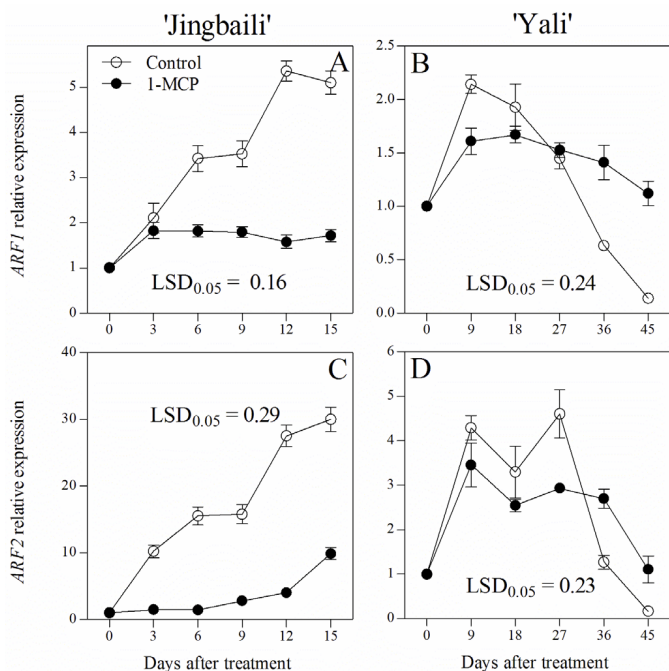 'Jingbaili'
'Yali'
A
Control
1-MCP
5
4
3
2
1
0
ARF1 relative expression
LSD0.05 = 0.16
0 3 6 9 12 15
B
2.5
2.0
1.5
1.0
0.5
0.0
LSD0.05 = 0.24
0 9 18 27 36 45
C
40
30
20
10
0
ARF2 relative expression
LSD0.05 = 0.29
0 3 6 9 12 15
Days after treatment
D
6
5
4
3
2
1
0
LSD0.05 = 0.23
0 9 18 27 36 45
Days after treatment